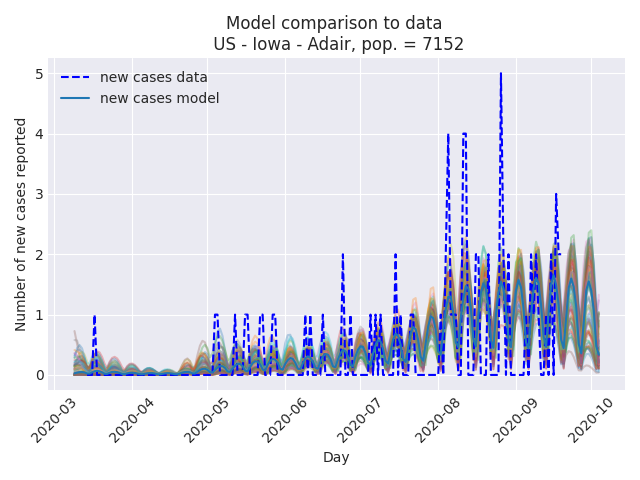 Model comparison to data
US - Iowa - Adair, pop. = 7152
new cases data
new cases model
Number of new cases reported
5
4
3
2
1
0
2020-03
2020-04
2020-05
2020-06
2020-07
2020-08
2020-09
2020-10
Day